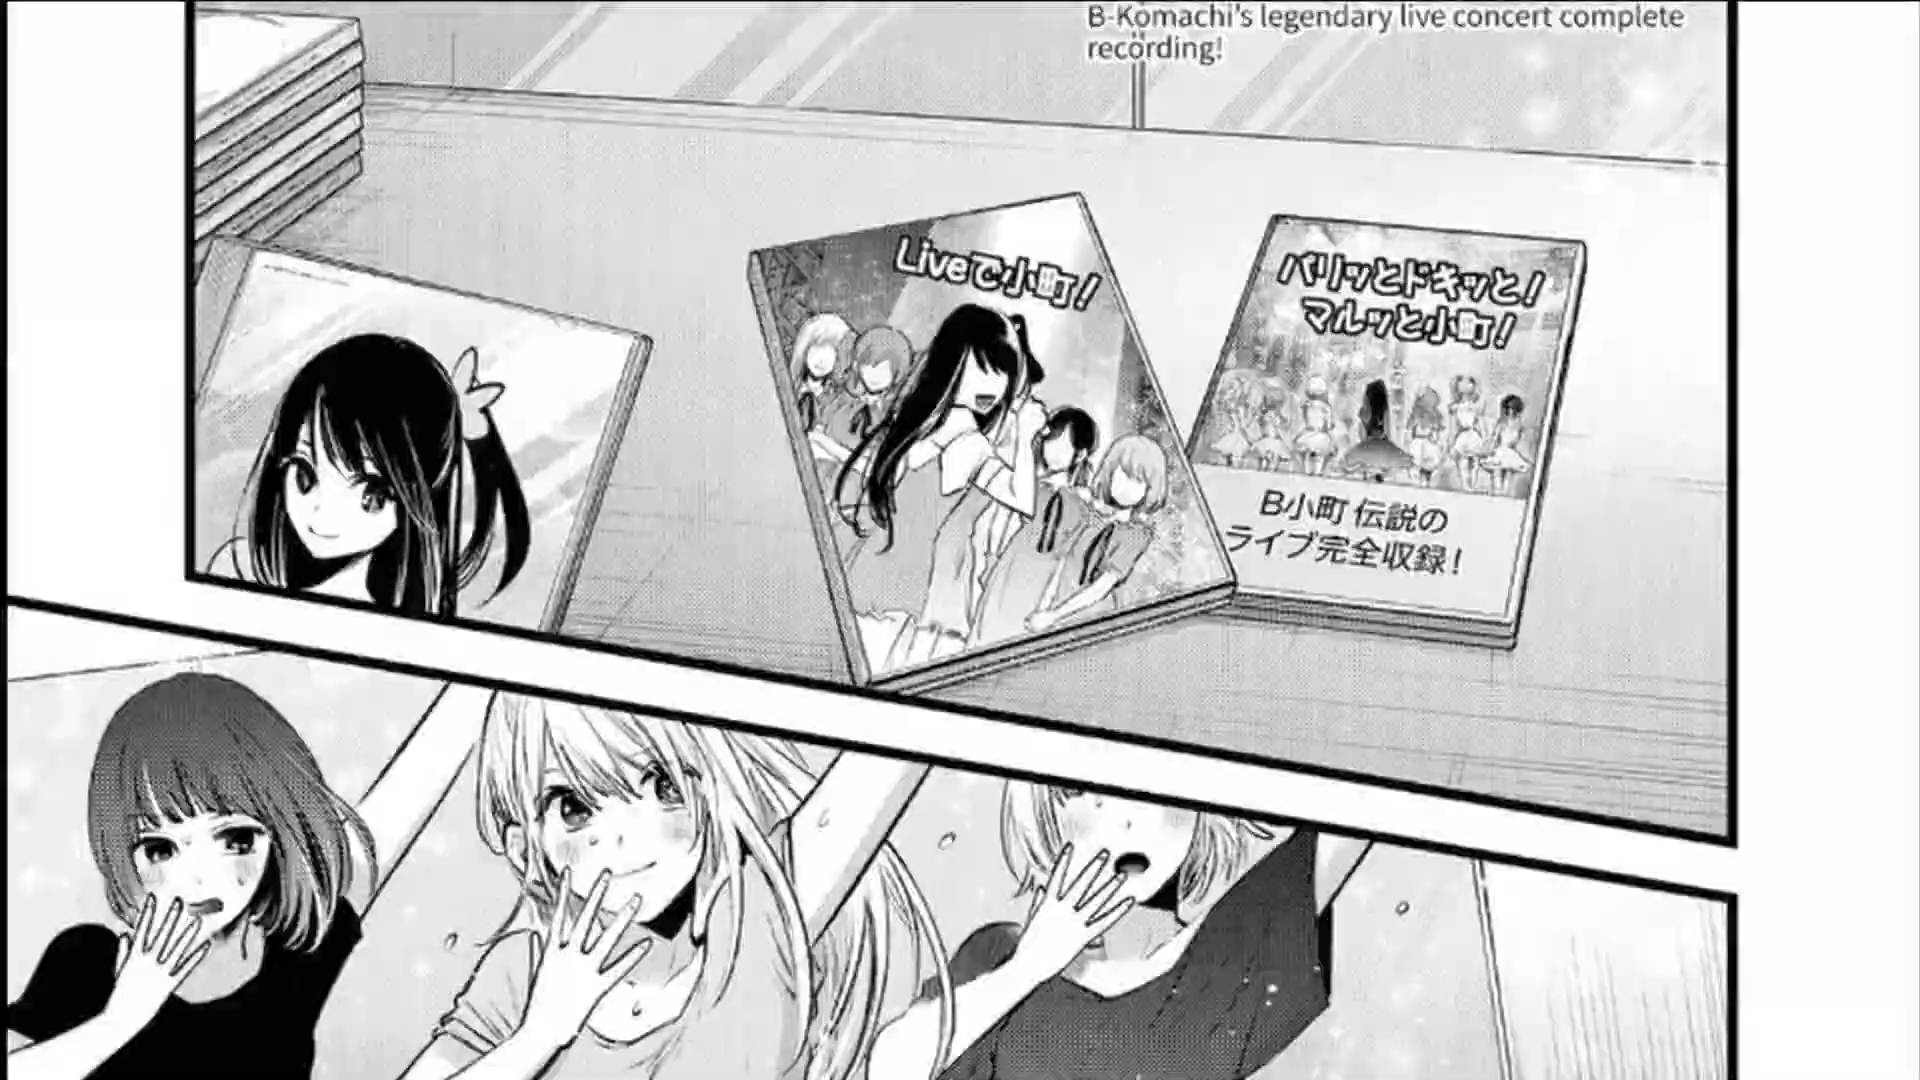 B-Komachi's legendary live concert complete
recording!
Liveで小町!
バリッとドキッと!
マルッと小町!
B小町 伝説の
ライブ完全収録!